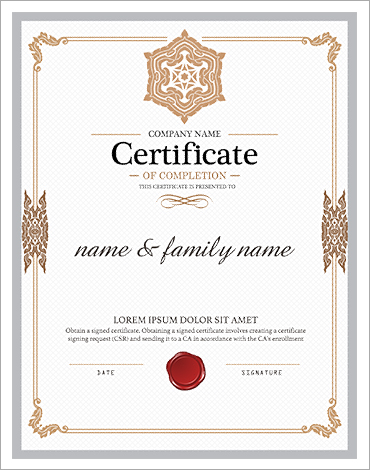 COMPANY NAME
Certificate
OF COMPLETION
THIS CERTIFICATE IS PRESENTED TO
name & family name
LOREM IPSUM DOLOR SIT AMET
Obtain a signed certificate. Obtaining a signed certificate involves creating a certificate
signing request (CSR) and sending it to a CA in accordance with the CA's enrollment
DATE SIGNATURE